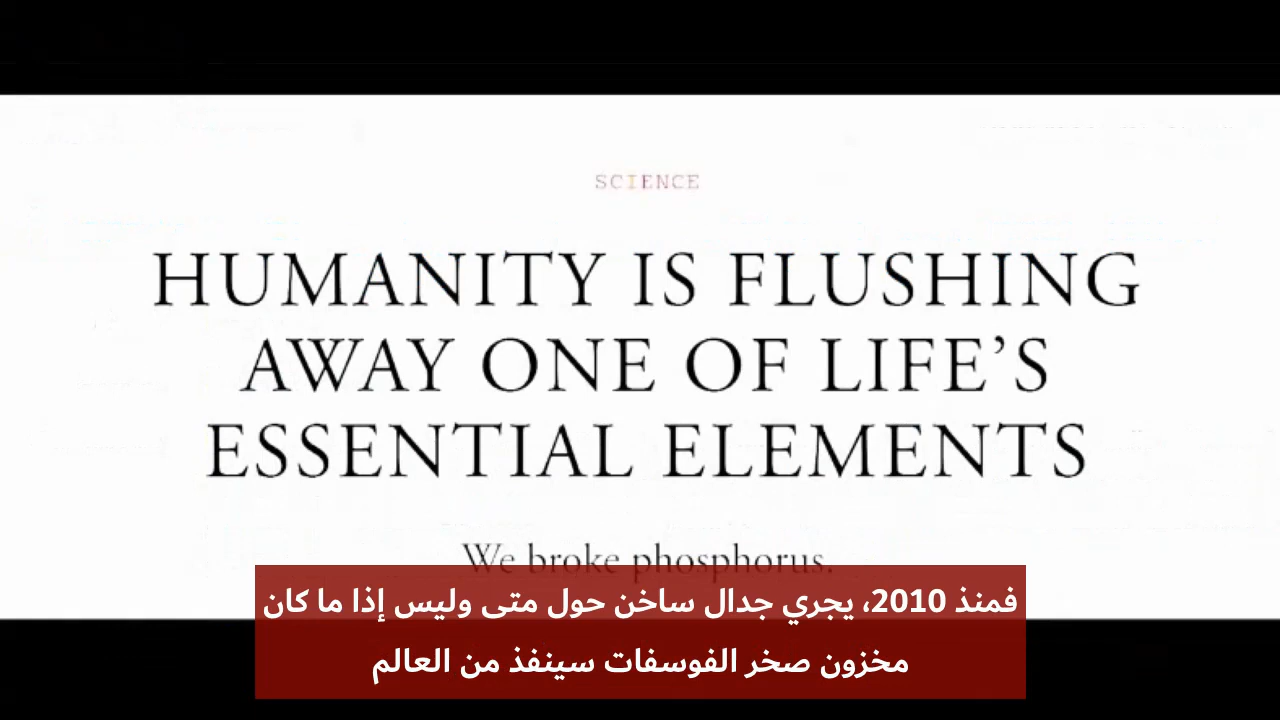 SCIENCE
HUMANITY IS FLUSHING
AWAY ONE OF LIFE'S
ESSENTIAL ELEMENTS
We broke phosphorus.
فمنذ 2010، يجري جدال ساخن حول متى وليس إذا ما كان
مخزون صخر الفوسفات سينفذ من العالم